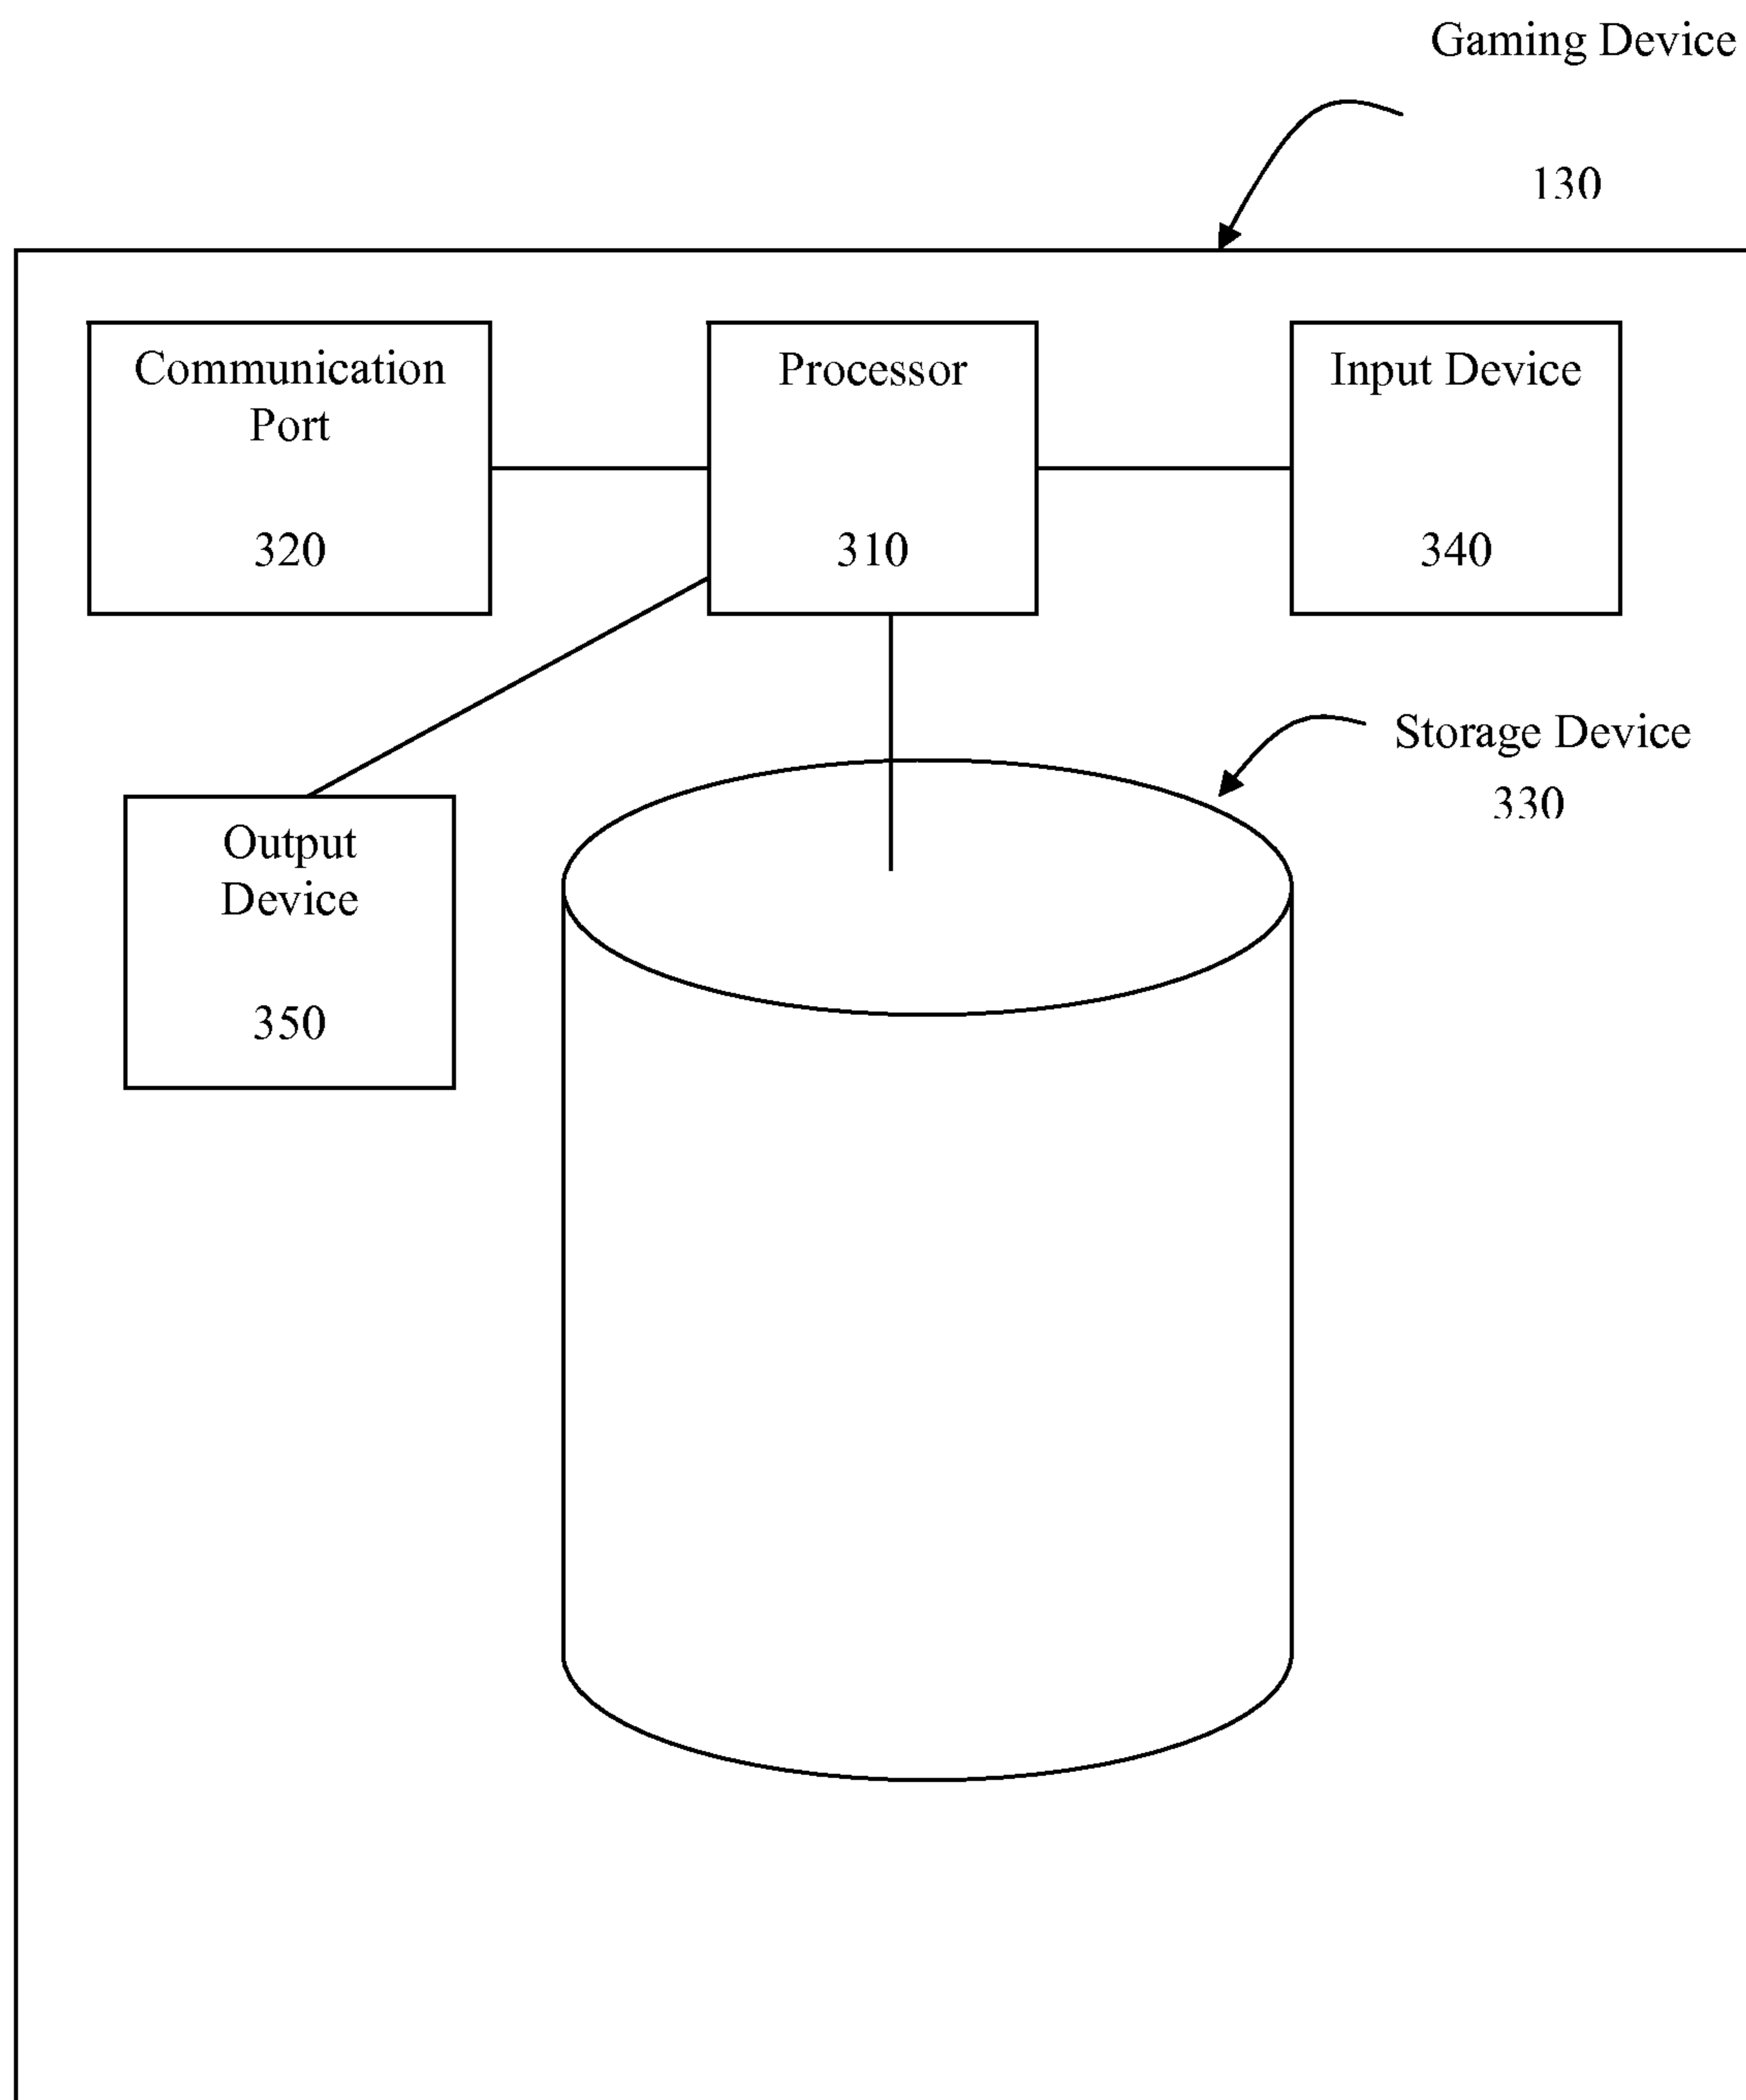 Gaming Device
130
Communication
Port
320
Processor
310
Input Device
340
Storage Device
330
Output
Device
350